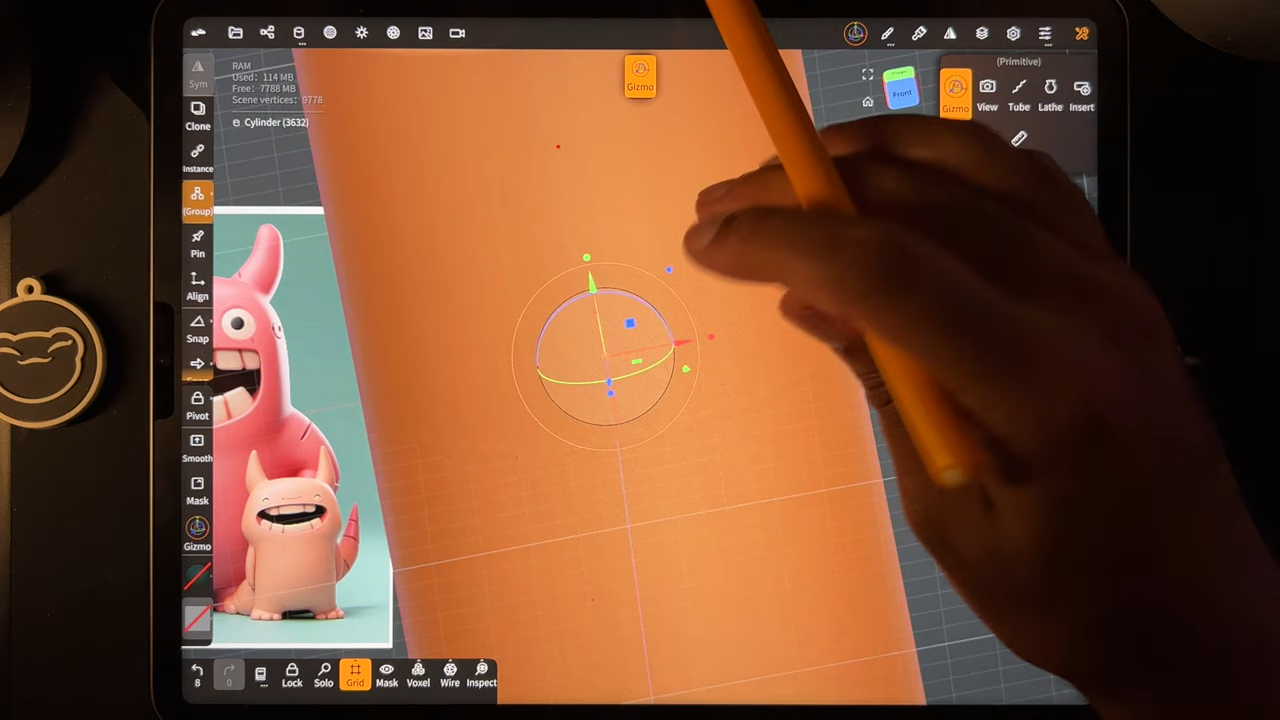 RAM
Used: 114 MB
Free: 7788 MB
Scene vertices: 9778
Cylinder (3632)
Gizmo
Front
(Primitive)
Gizmo
View
Tube
Lathe
Insert
Sym
Clone
Instance
(Group)
Pin
Align
Snap
Pivot
Smooth
Mask
Gizmo
8
0
Lock
Solo
Grid
Mask
Voxel
Wire
Inspect